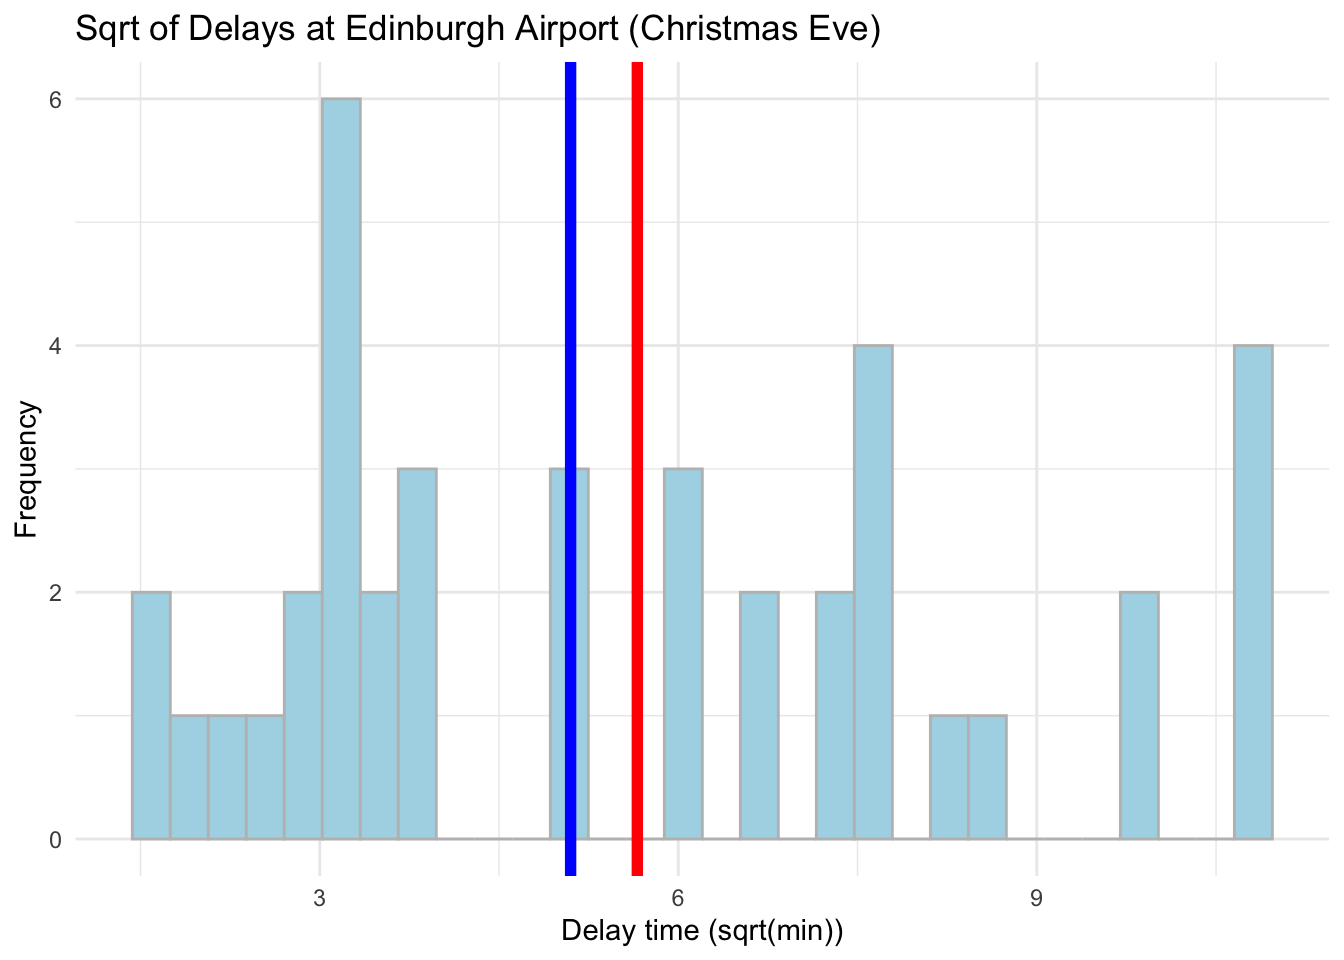 Sqrt of Delays at Edinburgh Airport (Christmas Eve)
6
4
2
0
Frequency
3 6 9
Delay time (sqrt(min))